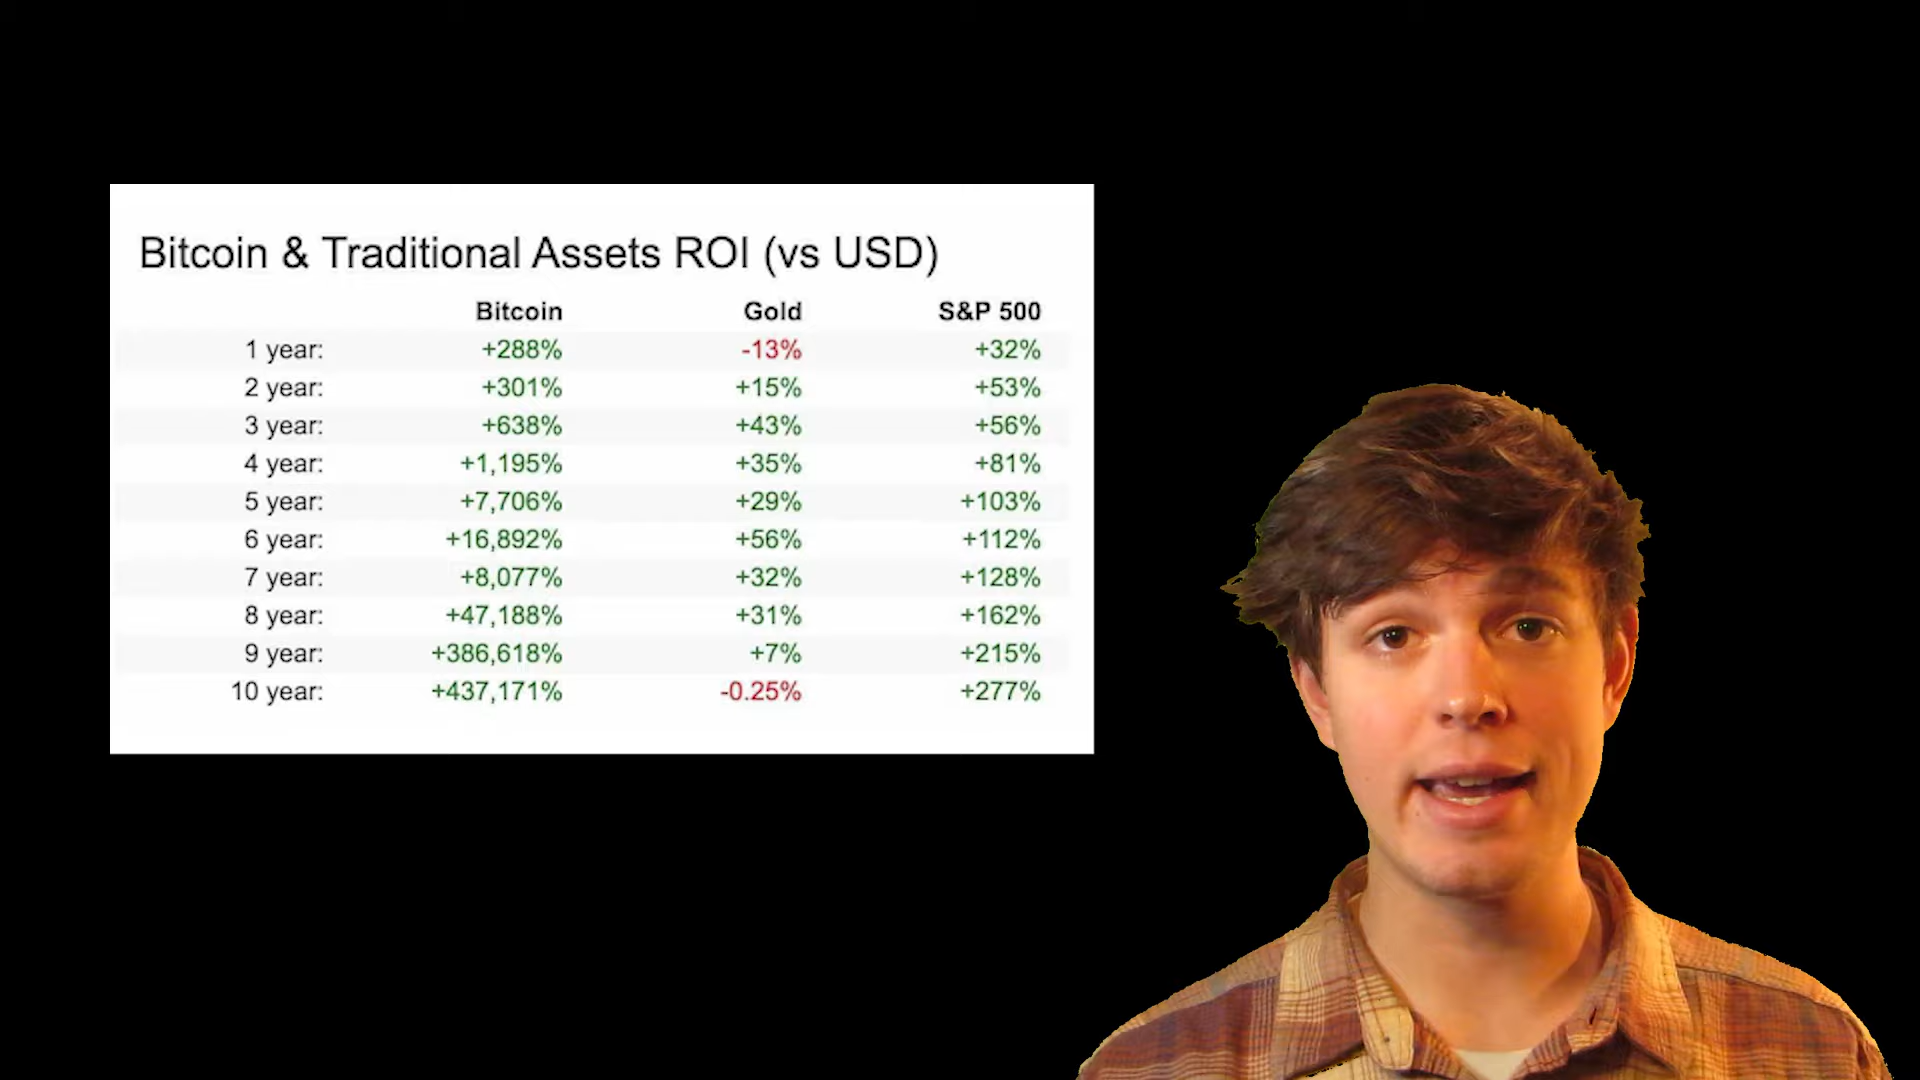 Bitcoin & Traditional Assets ROI (vs USD)
Bitcoin Gold S&P 500
1 year: +288% -13% +32%
2 year: +301% +15% +53%
3 year: +638% +43% +56%
4 year: +1,195% +35% +81%
5 year: +7,706% +29% +103%
6 year: +16,892% +56% +112%
7 year: +8,077% +32% +128%
8 year: +47,188% +31% +162%
9 year: +386,618% +7% +215%
10 year: +437,171% -0.25% +277%